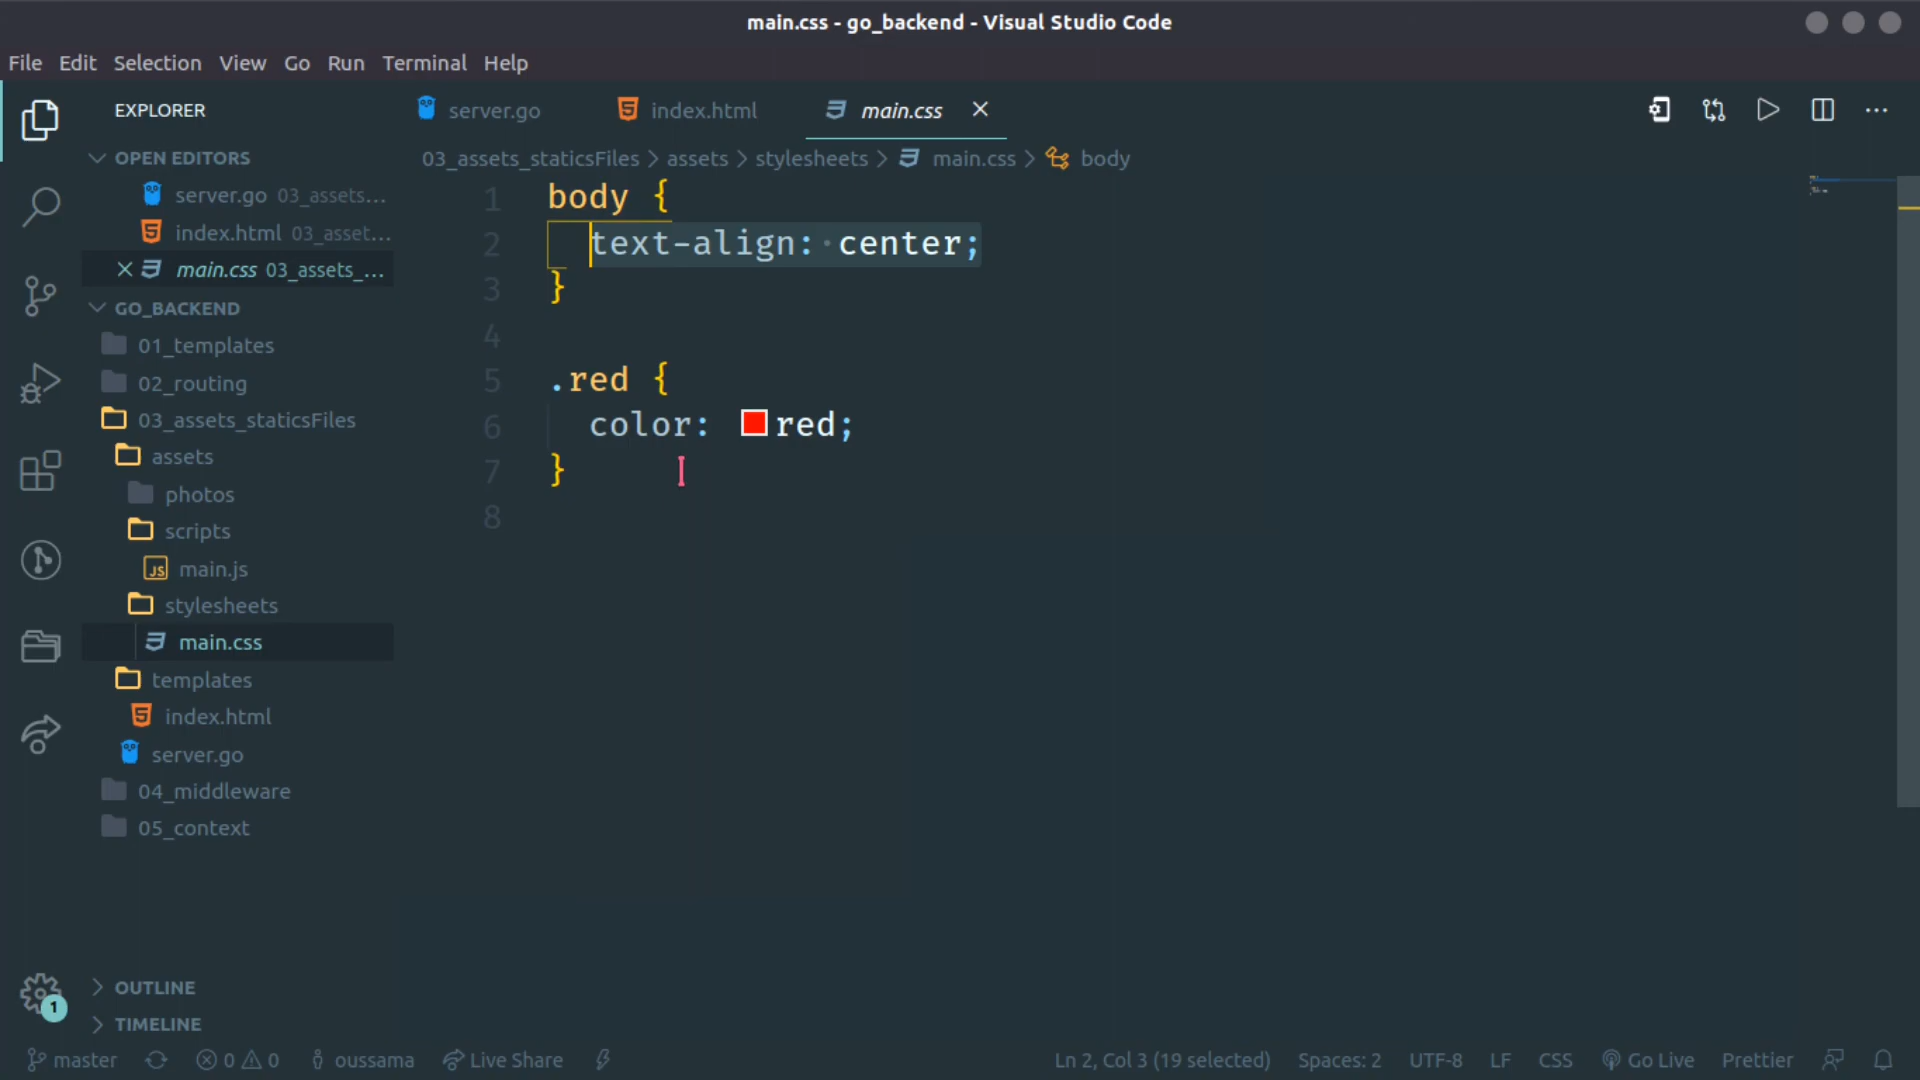 main.css - go_backend - Visual Studio Code
File Edit Selection View Go Run Terminal Help
EXPLORER
server.go index.html main.css
OPEN EDITORS
03_assets_staticsFiles > assets > stylesheets > main.css > body
server.go 03_assets...
index.html 03_asset...
main.css 03_assets_...
GO_BACKEND
01_templates
02_routing
03_assets_staticsFiles
assets
photos
scripts
JS main.js
stylesheets
main.css
templates
index.html
server.go
04_middleware
05_context
OUTLINE
TIMELINE
1 body {
2 text-align: center;
3 }
4
5 .red {
6 color: red;
7 }
8
1
master 0 0 oussama Live Share Ln 2, Col 3 (19 selected) Spaces: 2 UTF-8 LF CSS Go Live Prettier